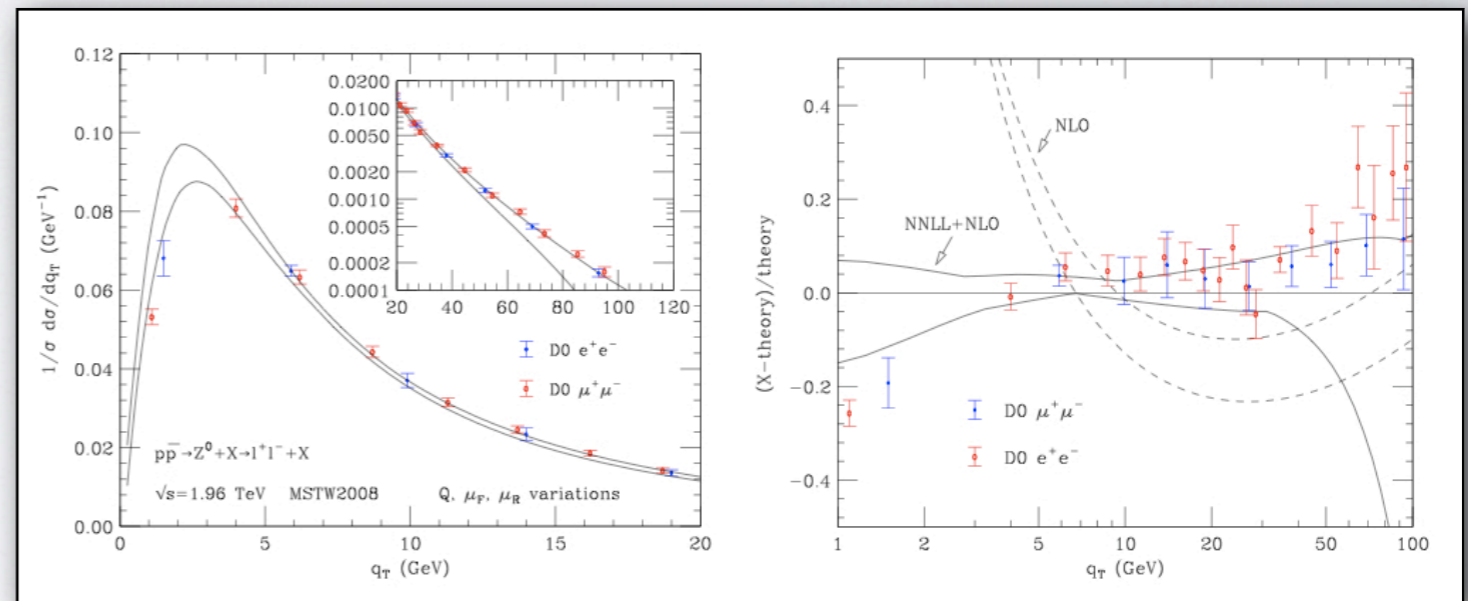 0.12
0.10
0.08
0.06
0.04
0.02
0.00
1/σ dσ/dq_T (GeV⁻¹)
0 5 10 15 20
q_T (GeV)
0.0200
0.0100
0.0050
0.0020
0.0010
0.0005
0.0002
0.0001
20 40 60 80 100 120
D0 e⁺e⁻
D0 μ⁺μ⁻
pp̅→Z⁰+X→l⁺l⁻+X
√s=1.96 TeV MSTW2008 Q, μ_F, μ_R variations
0.4
0.2
0.0
−0.2
−0.4
(X−theory)/theory
NLO
NNLL+NLO
D0 μ⁺μ⁻
D0 e⁺e⁻
1 2 5 10 20 50 100
q_T (GeV)